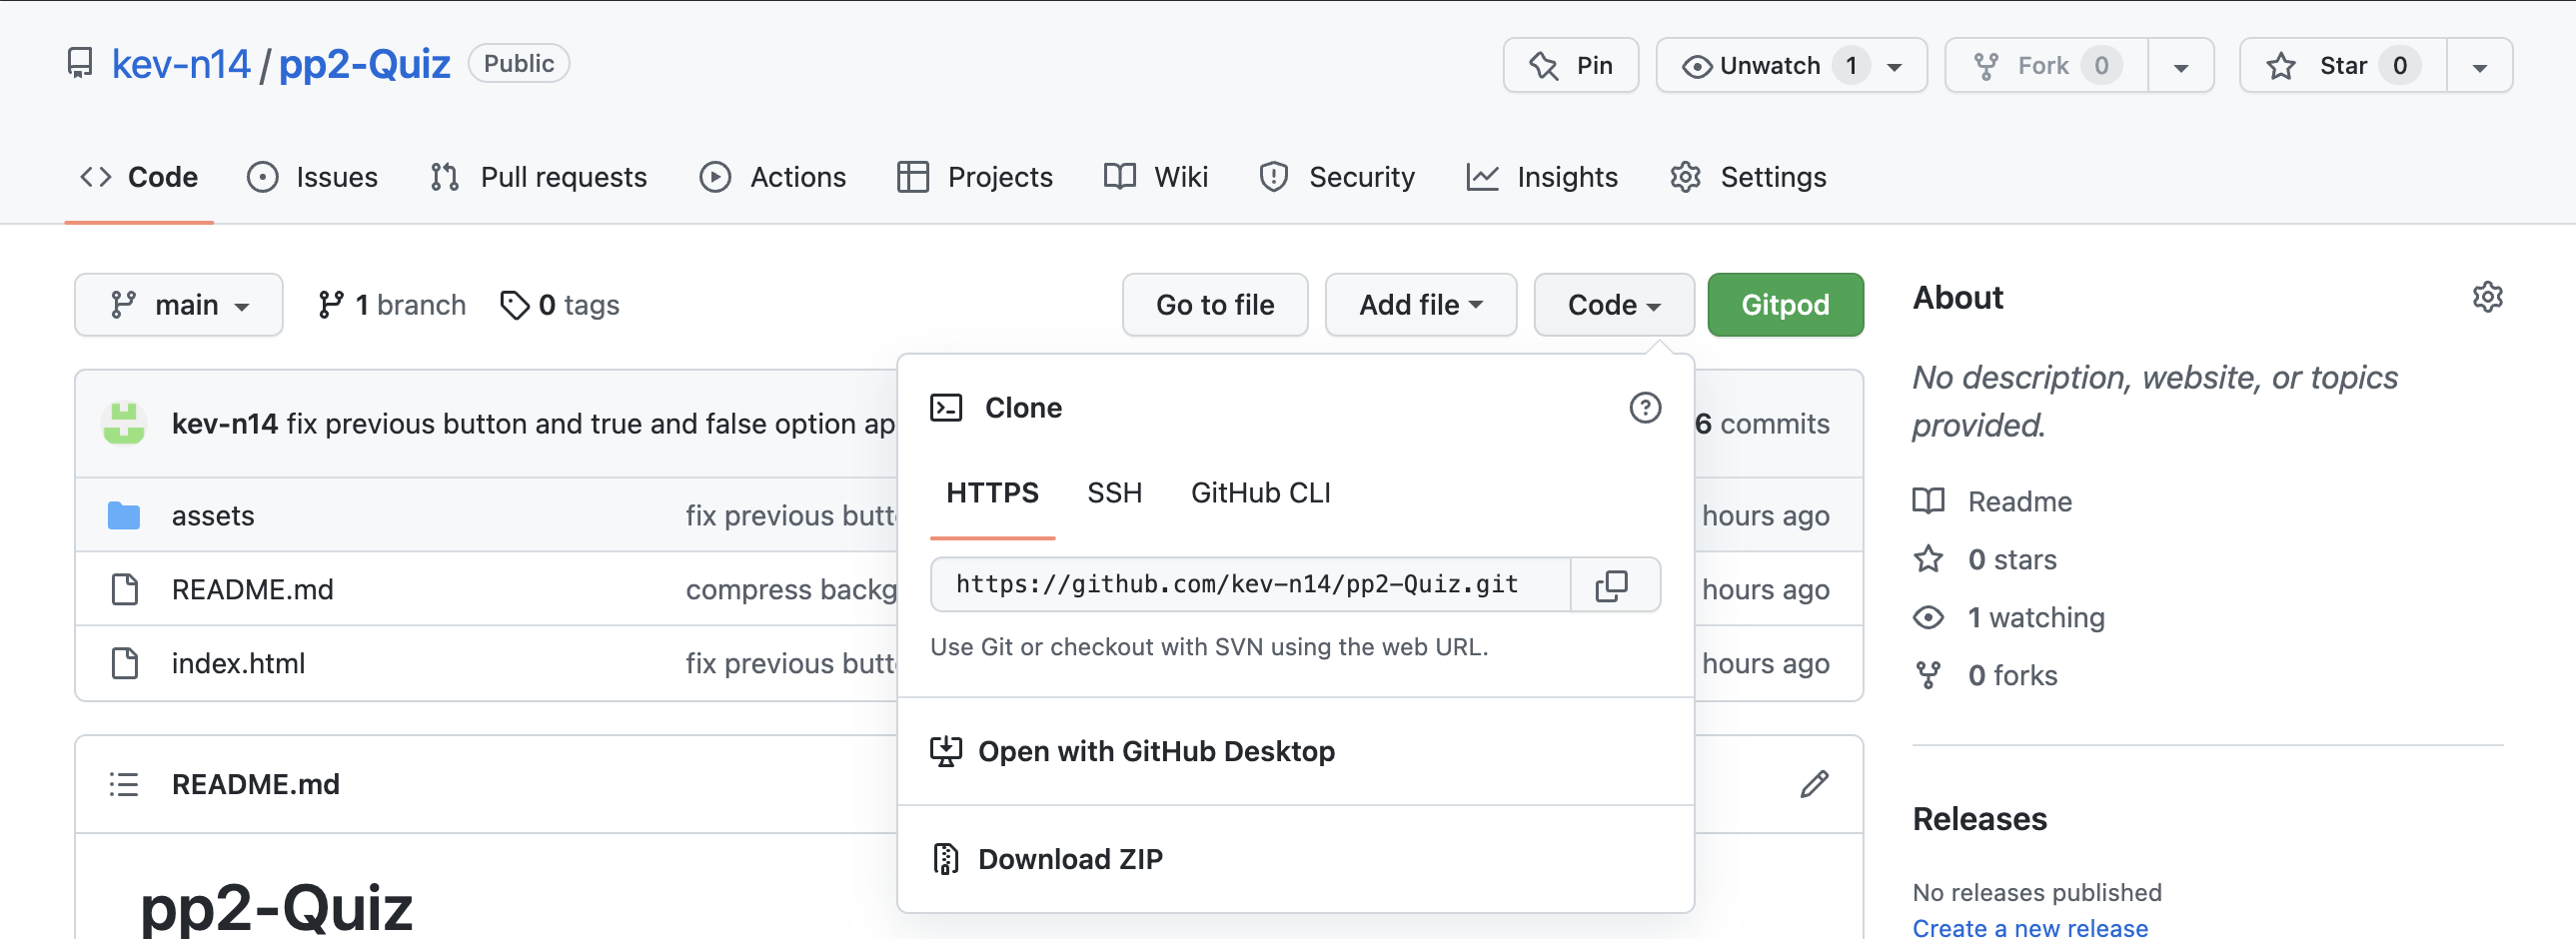 kev-n14 / pp2-Quiz Public
Pin Unwatch 1 Fork 0 Star 0
Code Issues Pull requests Actions Projects Wiki Security Insights Settings
main 1 branch 0 tags Go to file Add file Code Gitpod
kev-n14 fix previous button and true and false option ap
6 commits
assets fix previous butt
hours ago
README.md compress backg
hours ago
index.html fix previous butt
hours ago
README.md
pp2-Quiz
Clone
HTTPS SSH GitHub CLI
https://github.com/kev-n14/pp2-Quiz.git
Use Git or checkout with SVN using the web URL.
Open with GitHub Desktop
Download ZIP
About
No description, website, or topics
provided.
Readme
0 stars
1 watching
0 forks
Releases
No releases published
Create a new release